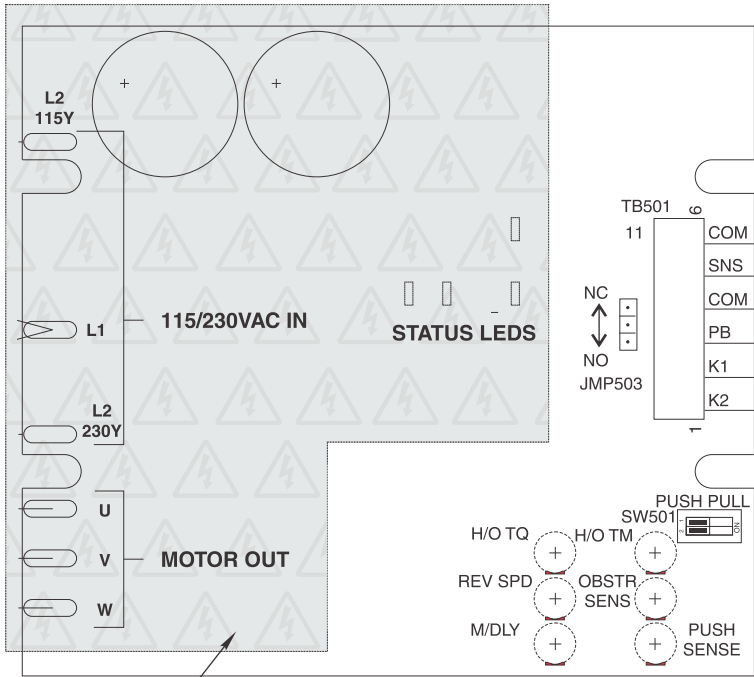 L2
115Y
L1
115/230VAC IN
L2
230Y
U
V
W
MOTOR OUT
STATUS LEDS
TB501
11
6
COM
SNS
COM
PB
K1
K2
1
NC
NO
JMP503
PUSH PULL
SW501
1
2
ON
H/O TQ
H/O TM
REV SPD
OBSTR
SENS
M/DLY
PUSH
SENSE